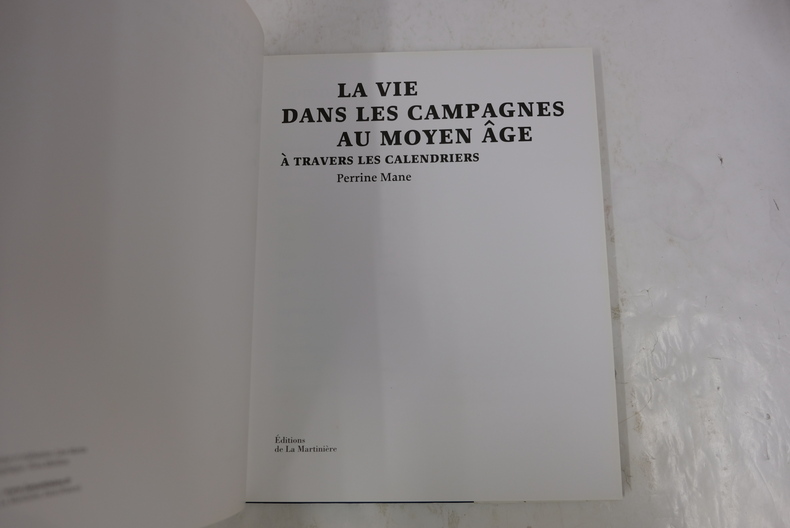 LA VIE
DANS LES CAMPAGNES
AU MOYEN ÂGE
À TRAVERS LES CALENDRIERS
Perrine Mane
Éditions
de La Martinière